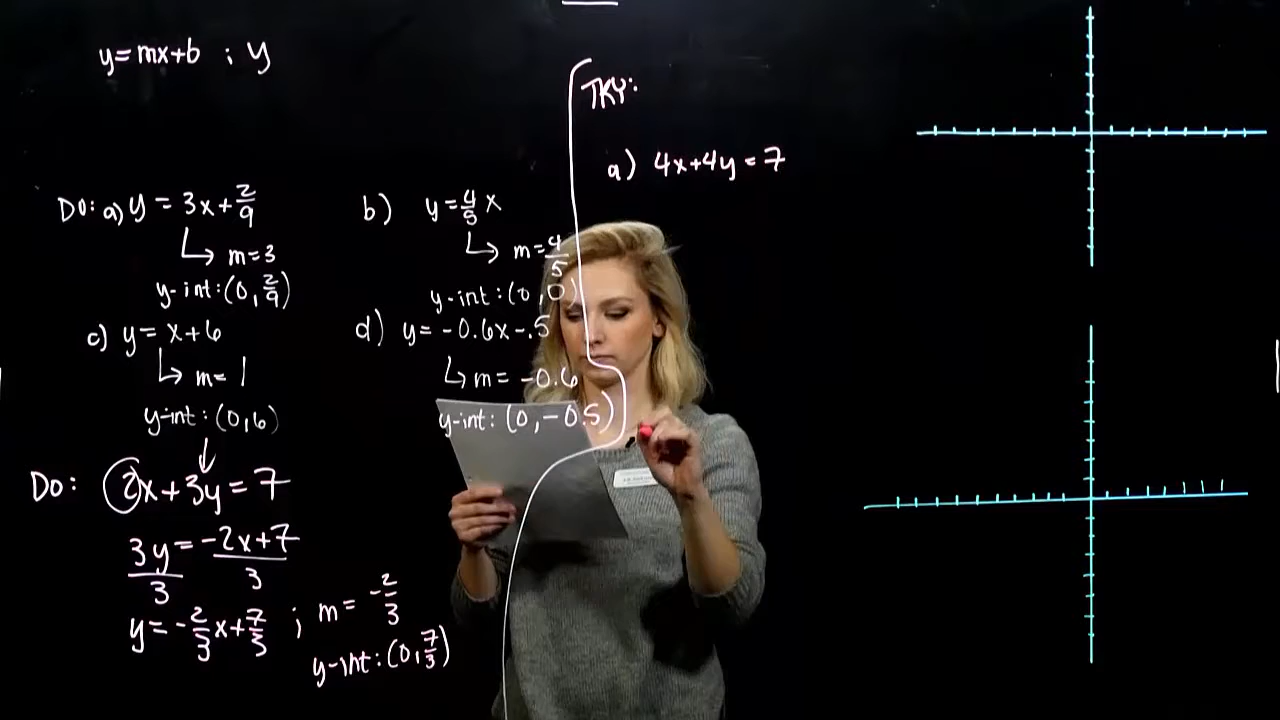 y=mx+b ; y
Do: a) y = 3x+2/9
↳ m=3
y-int:(0, 2/9)
b) y=4/5 x
↳ m=4/5
y-int:(0,0)
c) y= x+6
↳ m= 1
y-int:(0,6)
d) y= -0.6x-.5
↳ m= -0.6
y-int: (0,-0.5)
Do: 2x+3y=7
3y/3 = -2x+7/3
y=-2/3x+7/3 ; m= -2/3
y-int:(0, 7/3)
TRY:
a) 4x+4y=7